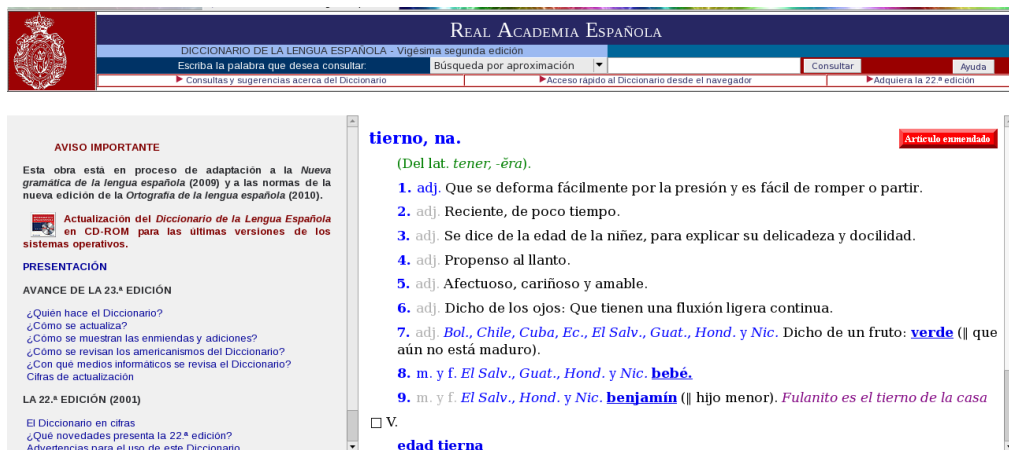 REAL ACADEMIA ESPAÑOLA
DICCIONARIO DE LA LENGUA ESPAÑOLA - Vigésima segunda edición
Escriba la palabra que desea consultar: Búsqueda por aproximación Consultar Ayuda
Consultas y sugerencias acerca del Diccionario Acceso rápido al Diccionario desde el navegador Adquiera la 22.ª edición
AVISO IMPORTANTE
Esta obra está en proceso de adaptación a la Nueva
gramática de la lengua española (2009) y a las normas de la
nueva edición de la Ortografía de la lengua española (2010).
Actualización del Diccionario de la Lengua Española
en CD-ROM para las últimas versiones de los
sistemas operativos.
PRESENTACIÓN
AVANCE DE LA 23.ª EDICIÓN
¿Quién hace el Diccionario?
¿Cómo se actualiza?
¿Cómo se muestran las enmiendas y adiciones?
¿Cómo se revisan los americanismos del Diccionario?
¿Con qué medios informáticos se revisa el Diccionario?
Cifras de actualización
LA 22.ª EDICIÓN (2001)
El Diccionario en cifras
¿Qué novedades presenta la 22.ª edición?
Advertencias para el uso de este Diccionario
tierno, na.
Artículo enmendado
(Del lat. tener, -ĕra).
1. adj. Que se deforma fácilmente por la presión y es fácil de romper o partir.
2. adj. Reciente, de poco tiempo.
3. adj. Se dice de la edad de la niñez, para explicar su delicadeza y docilidad.
4. adj. Propenso al llanto.
5. adj. Afectuoso, cariñoso y amable.
6. adj. Dicho de los ojos: Que tienen una fluxión ligera continua.
7. adj. Bol., Chile, Cuba, Ec., El Salv., Guat., Hond. y Nic. Dicho de un fruto: verde (‖ que
aún no está maduro).
8. m. y f. El Salv., Guat., Hond. y Nic. bebé.
9. m. y f. El Salv., Hond. y Nic. benjamín (‖ hijo menor). Fulanito es el tierno de la casa
□ V.
edad tierna